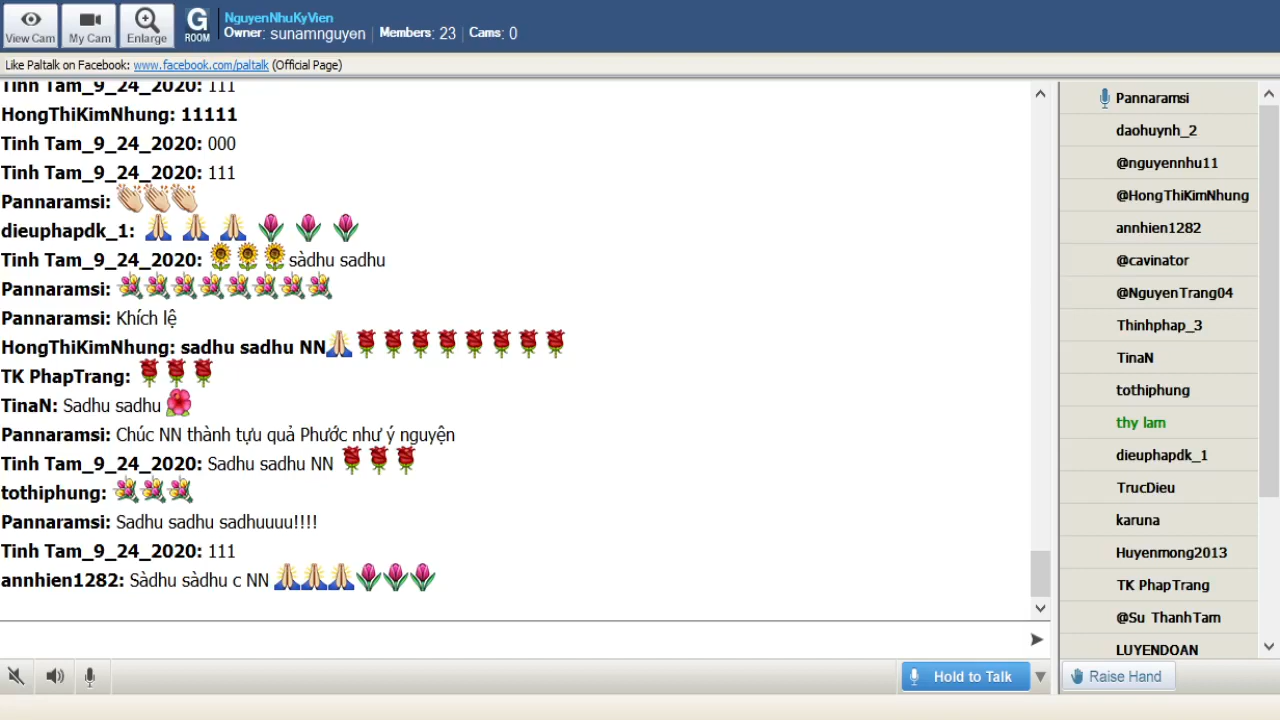 View Cam
My Cam
Enlarge
G
ROOM
NguyenNhuKyVien
Owner: sunamnguyen Members: 23 Cams: 0
Like Paltalk on Facebook: www.facebook.com/paltalk (Official Page)
Tinh Tam_9_24_2020: 111
HongThiKimNhung: 11111
Tinh Tam_9_24_2020: 000
Tinh Tam_9_24_2020: 111
Pannaramsi: 👏👏👏
dieuphapdk_1: 🙏 🙏 🙏 🌷 🌷 🌷
Tinh Tam_9_24_2020: 🌻🌻🌻sàdhu sadhu
Pannaramsi: 💐💐💐💐💐💐💐💐
Pannaramsi: Khích lệ
HongThiKimNhung: sadhu sadhu NN🙏🌹🌹🌹🌹🌹🌹🌹🌹
TK PhapTrang: 🌹🌹🌹
TinaN: Sadhu sadhu 🌺
Pannaramsi: Chúc NN thành tựu quả Phước như ý nguyện
Tinh Tam_9_24_2020: Sadhu sadhu NN 🌹🌹🌹
tothiphung: 💐💐💐
Pannaramsi: Sadhu sadhu sadhuuuu!!!!
Tinh Tam_9_24_2020: 111
annhien1282: Sàdhu sàdhu c NN 🙏🙏🙏🌷🌷🌷
Hold to Talk
Pannaramsi
daohuynh_2
@nguyennhu11
@HongThiKimNhung
annhien1282
@cavinator
@NguyenTrang04
Thinhphap_3
TinaN
tothiphung
thy lam
dieuphapdk_1
TrucDieu
karuna
Huyenmong2013
TK PhapTrang
@Su ThanhTam
LUYENDOAN
Raise Hand